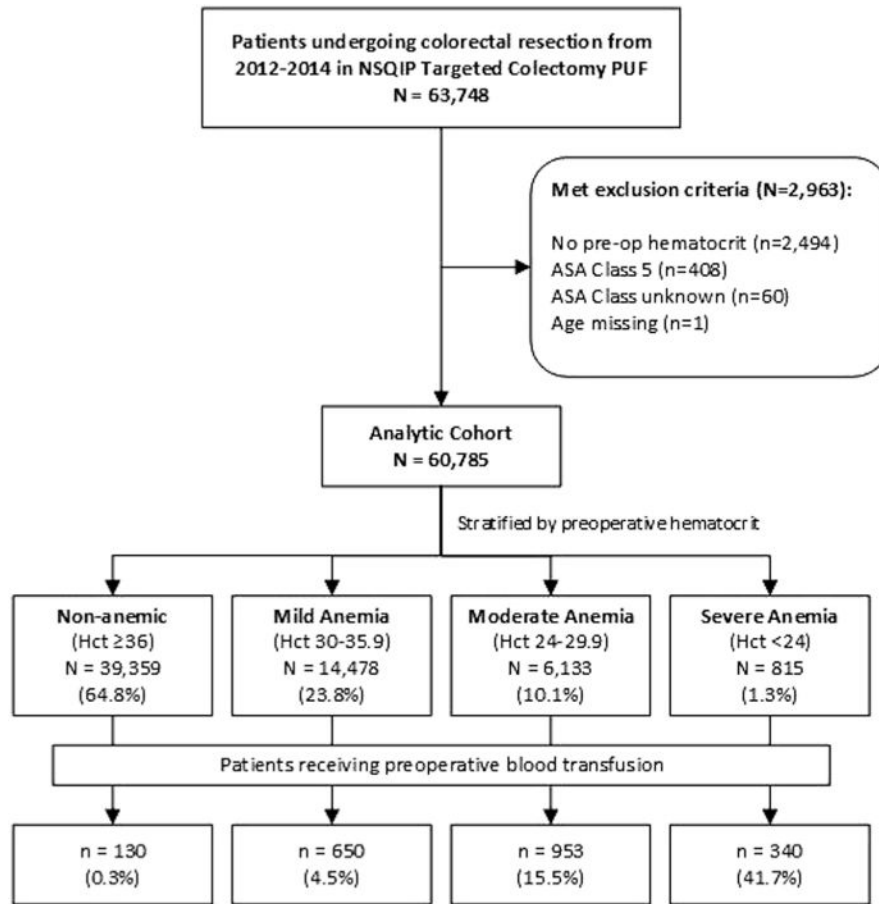 Patients undergoing colorectal resection from
2012-2014 in NSQIP Targeted Colectomy PUF
N = 63,748
Met exclusion criteria (N=2,963):
No pre-op hematocrit (n=2,494)
ASA Class 5 (n=408)
ASA Class unknown (n=60)
Age missing (n=1)
Analytic Cohort
N = 60,785
Stratified by preoperative hematocrit
Non-anemic
(Hct ≥36)
N = 39,359
(64.8%)
Mild Anemia
(Hct 30-35.9)
N = 14,478
(23.8%)
Moderate Anemia
(Hct 24-29.9)
N = 6,133
(10.1%)
Severe Anemia
(Hct <24)
N = 815
(1.3%)
Patients receiving preoperative blood transfusion
n = 130
(0.3%)
n = 650
(4.5%)
n = 953
(15.5%)
n = 340
(41.7%)